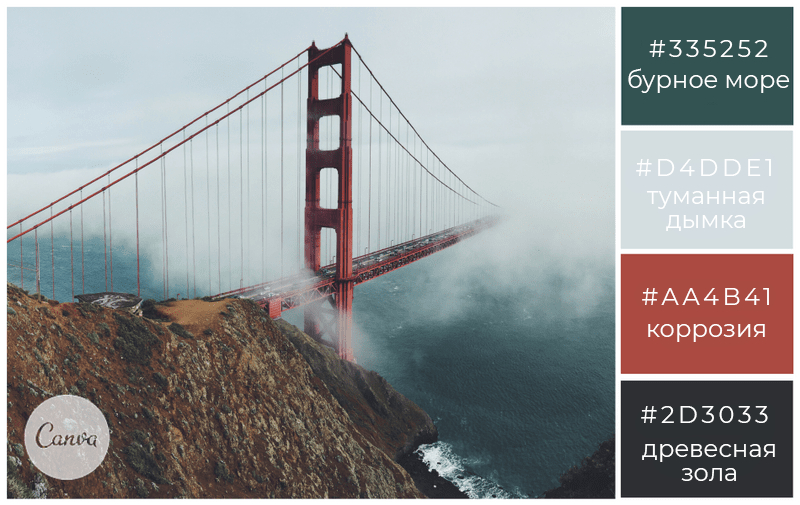 #335252
бурное море
#D4DDE1
туманная
дымка
#AA4B41
коррозия
#2D3033
древесная
зола
Canva